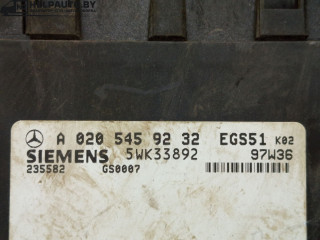 A 020 545 92 32 EGS51 K02
SIEMENS 5WK33892 97W36
235582 GS0007